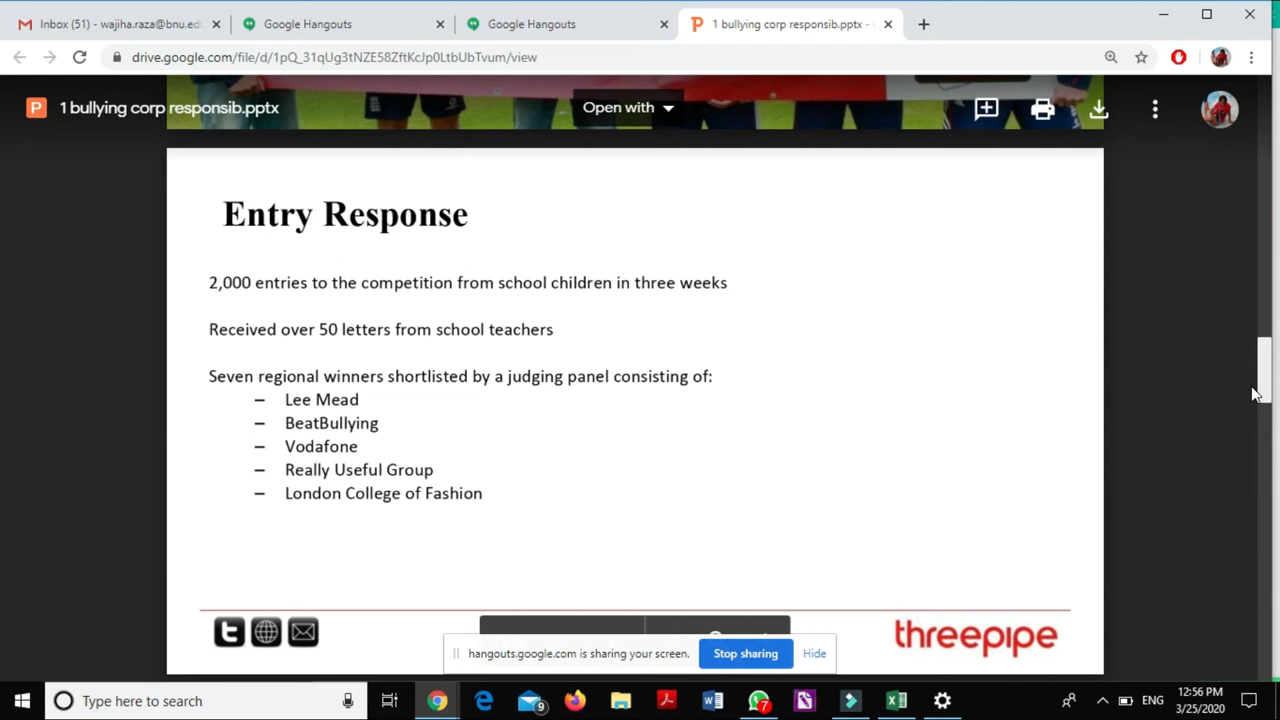 Inbox (51) - wajiha.raza@bnu.ed
Google Hangouts
Google Hangouts
1 bullying corp responsib.pptx -
drive.google.com/file/d/1pQ_31qUg3tNZE58ZftKcJp0LtbUbTvum/view
1 bullying corp responsib.pptx
Open with
Entry Response
2,000 entries to the competition from school children in three weeks
Received over 50 letters from school teachers
Seven regional winners shortlisted by a judging panel consisting of:
– Lee Mead
– BeatBullying
– Vodafone
– Really Useful Group
– London College of Fashion
threepipe
hangouts.google.com is sharing your screen.
Stop sharing
Hide
Type here to search
9
7
ENG
12:56 PM
3/25/2020